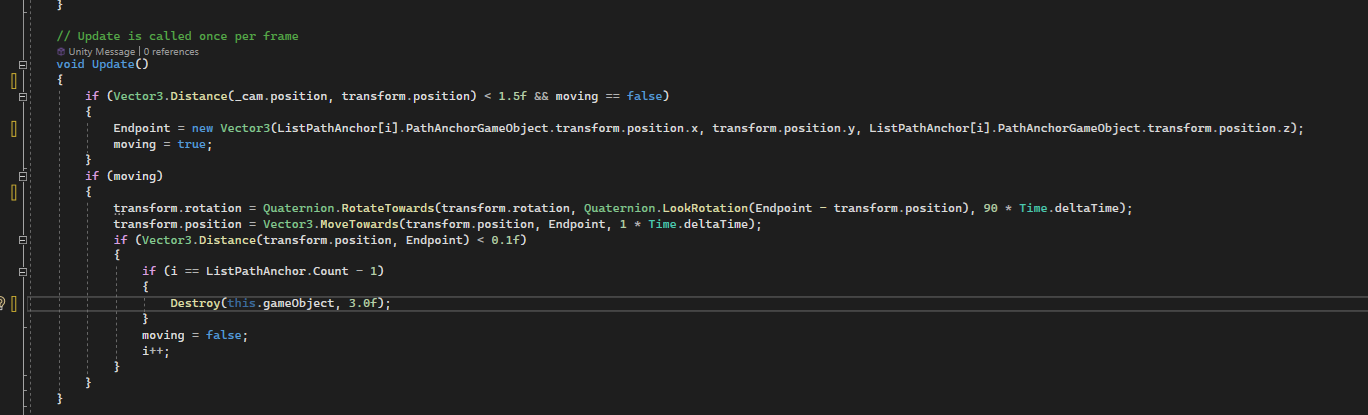 }
// Update is called once per frame
Unity Message | 0 references
void Update()
{
if (Vector3.Distance(_cam.position, transform.position) < 1.5f && moving == false)
{
Endpoint = new Vector3(ListPathAnchor[i].PathAnchorGameObject.transform.position.x, transform.position.y, ListPathAnchor[i].PathAnchorGameObject.transform.position.z);
moving = true;
}
if (moving)
{
transform.rotation = Quaternion.RotateTowards(transform.rotation, Quaternion.LookRotation(Endpoint - transform.position), 90 * Time.deltaTime);
transform.position = Vector3.MoveTowards(transform.position, Endpoint, 1 * Time.deltaTime);
if (Vector3.Distance(transform.position, Endpoint) < 0.1f)
{
if (i == ListPathAnchor.Count - 1)
{
Destroy(this.gameObject, 3.0f);
}
moving = false;
i++;
}
}
}